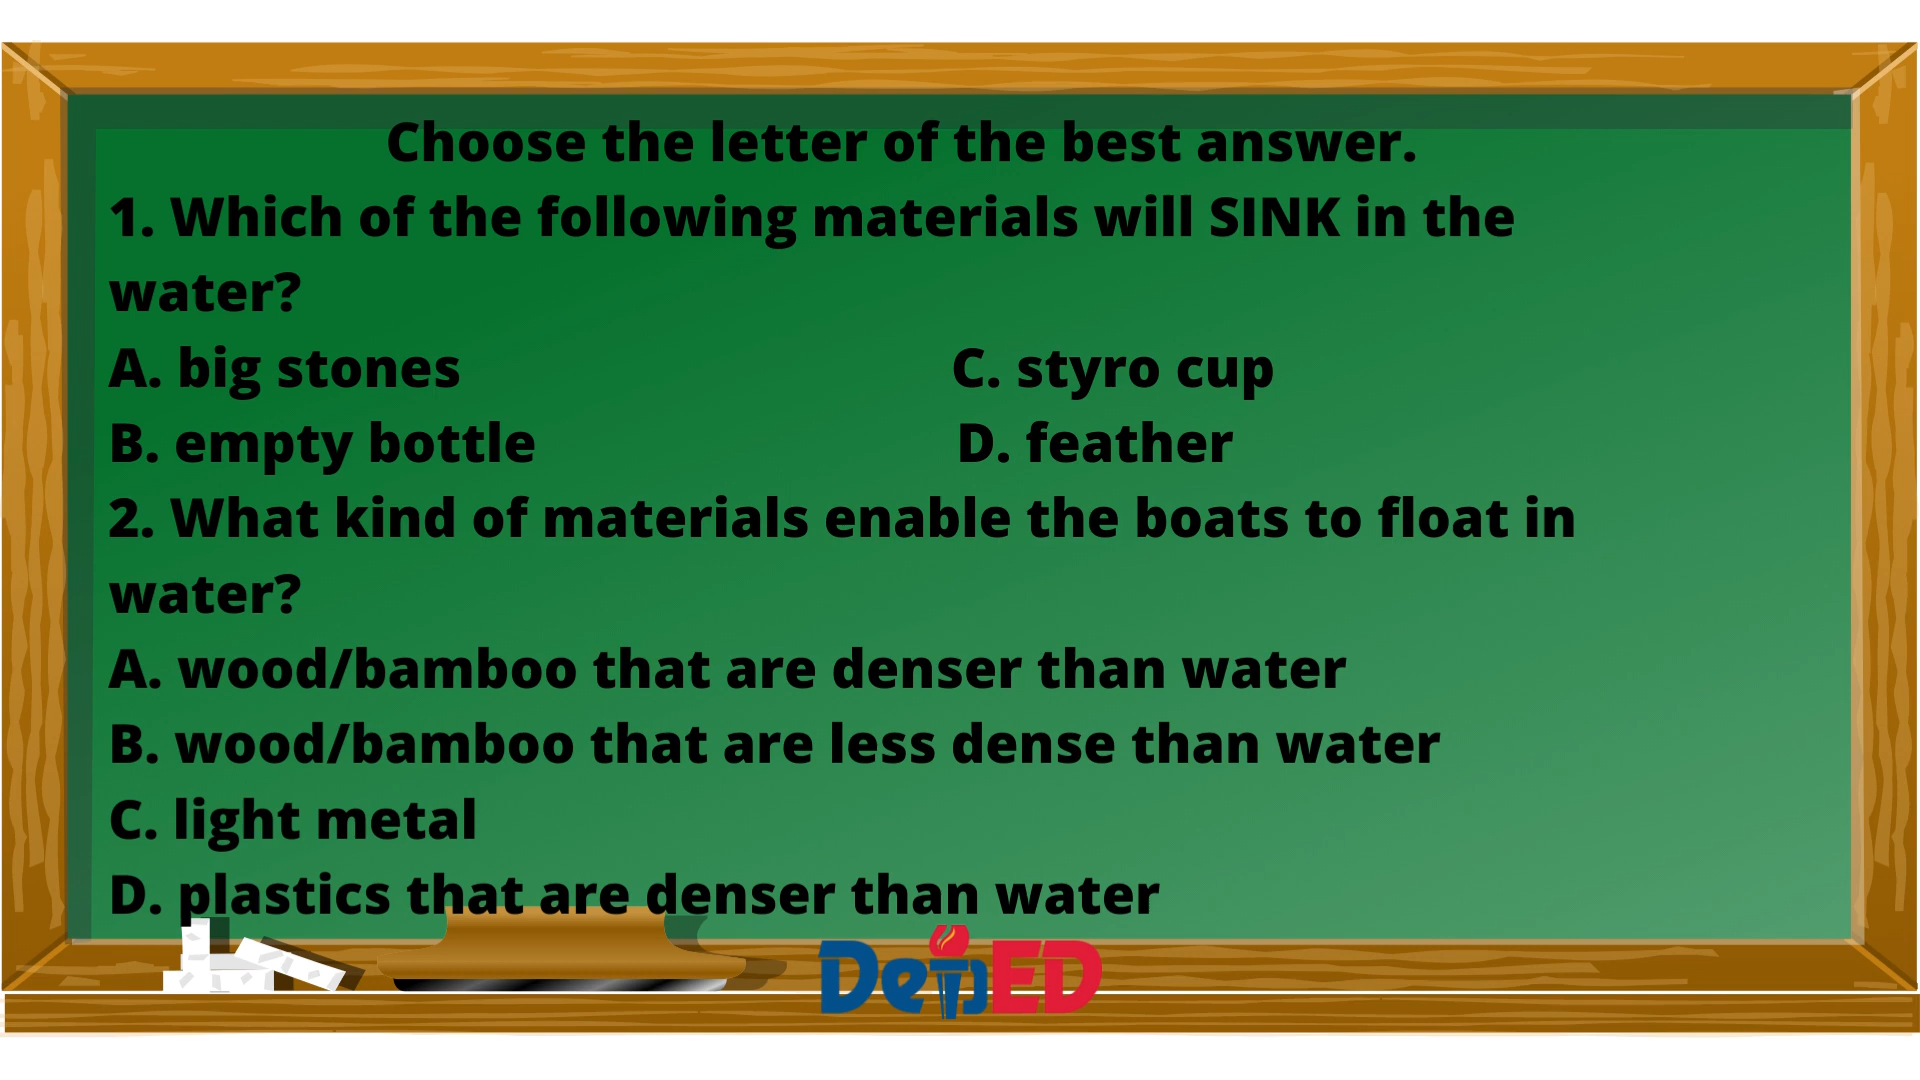 Choose the letter of the best answer.
1. Which of the following materials will SINK in the
water?
A. big stones C. styro cup
B. empty bottle D. feather
2. What kind of materials enable the boats to float in
water?
A. wood/bamboo that are denser than water
B. wood/bamboo that are less dense than water
C. light metal
D. plastics that are denser than water
DepED